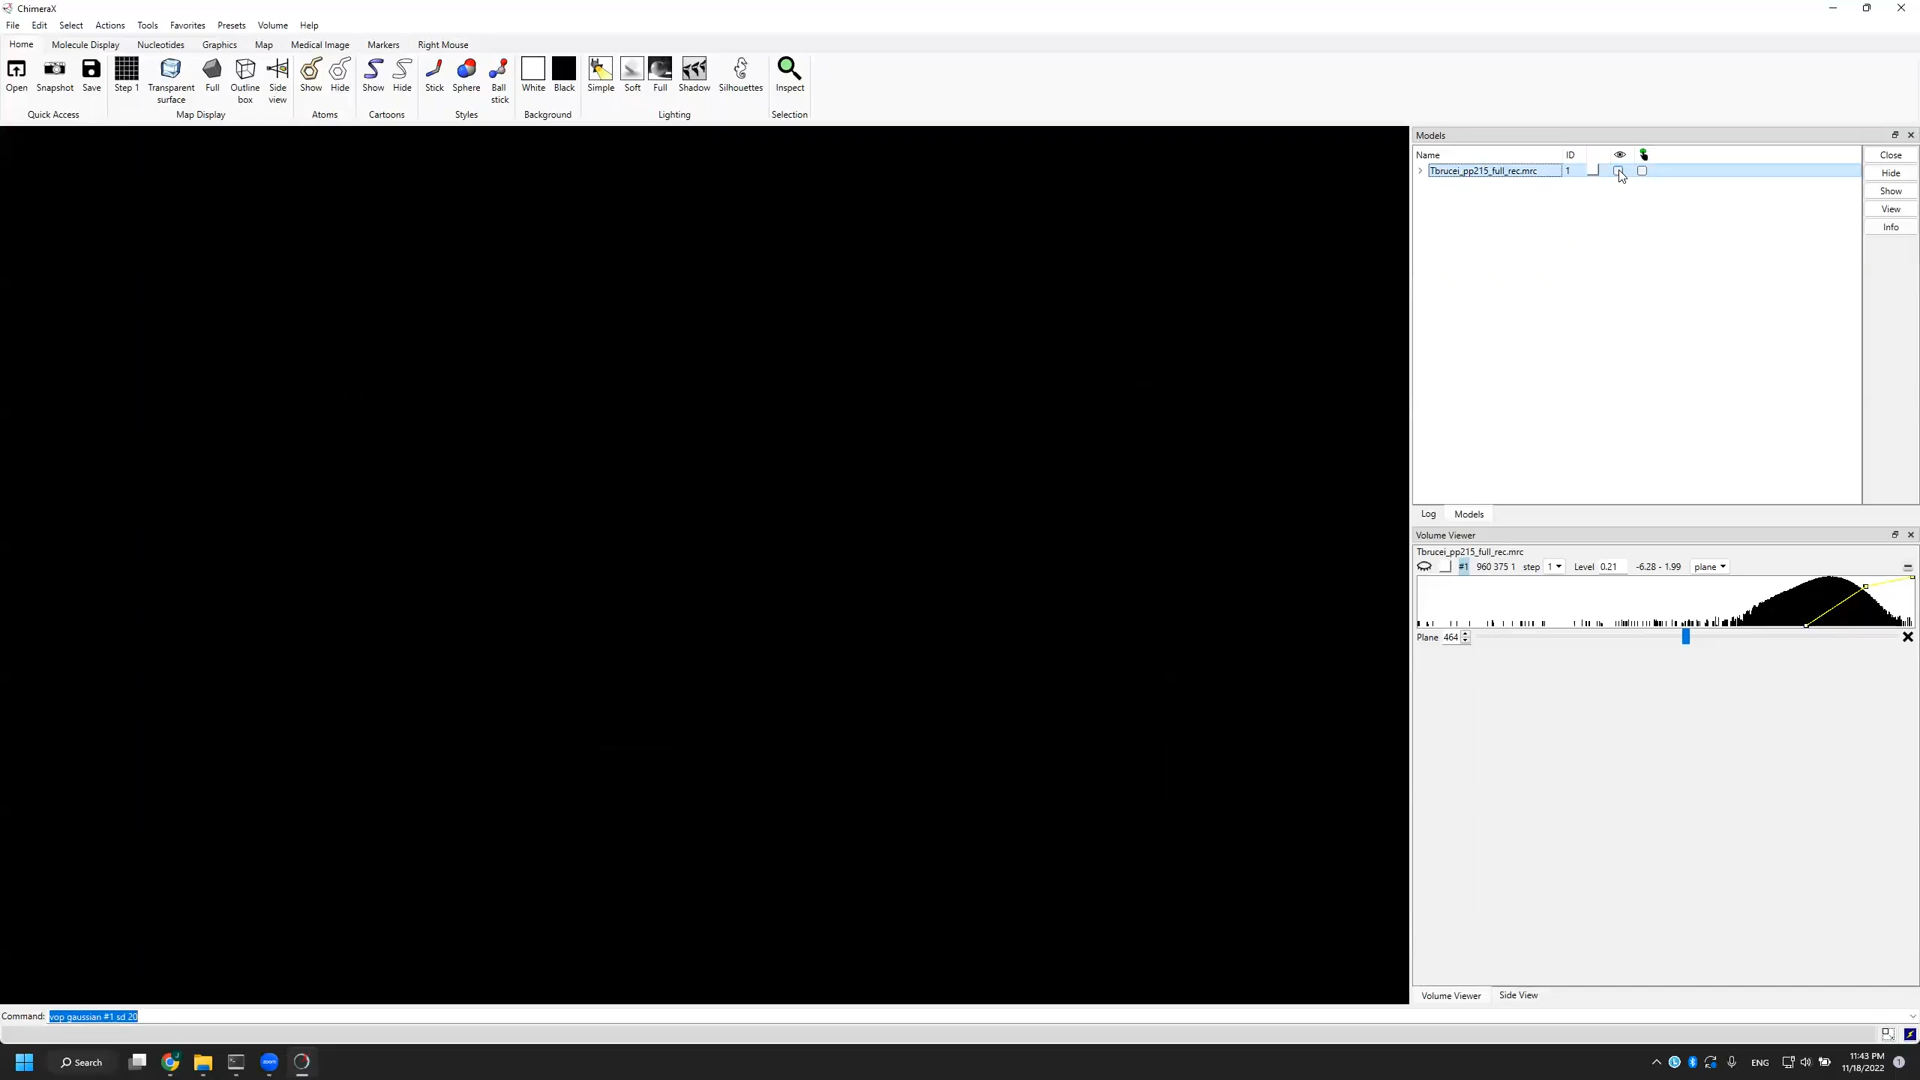 ChimeraX
File Edit Select Actions Tools Favorites Presets Volume Help
Home Molecule Display Nucleotides Graphics Map Medical Image Markers Right Mouse
Open Snapshot Save Step 1 Transparent surface Full Outline box Side view Show Hide Show Hide Stick Sphere Ball stick White Black Simple Soft Full Shadow Silhouettes Inspect
Quick Access Map Display Atoms Cartoons Styles Background Lighting Selection
Models
Name ID
Tbrucei_pp215_full_rec.mrc 1
Close
Hide
Show
View
Info
Log Models
Volume Viewer
Tbrucei_pp215_full_rec.mrc
#1 960 375 1 step 1 Level 0.21 -6.28 - 1.99 plane
Plane 464
Volume Viewer Side View
Command: vop gaussian #1 sd 20
Search zoom ENG 11:43 PM
11/18/2022 1